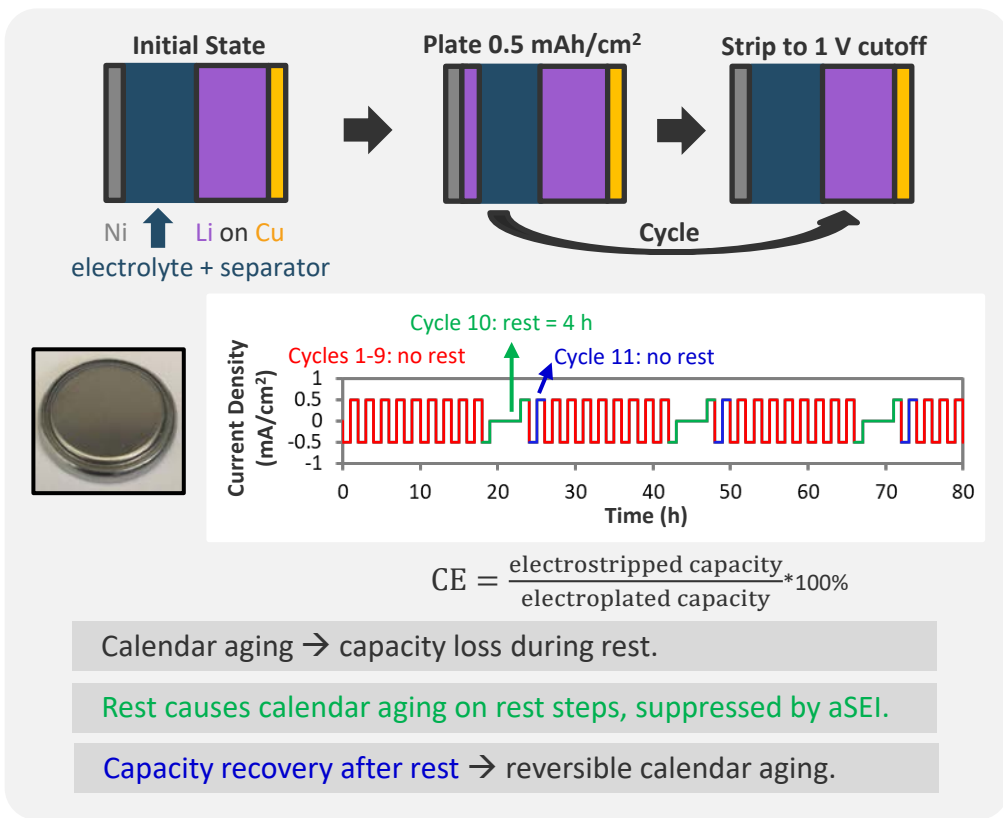 Initial State
Plate 0.5 mAh/cm²
Strip to 1 V cutoff
Ni
Li on Cu
electrolyte + separator
Cycle
Cycle 10: rest = 4 h
Cycles 1-9: no rest
Cycle 11: no rest
Current Density
(mA/cm²)
1
0.5
0
-0.5
-1
0 10 20 30 40 50 60 70 80
Time (h)
CE = electrostripped capacity / electroplated capacity *100%
Calendar aging → capacity loss during rest.
Rest causes calendar aging on rest steps, suppressed by aSEI.
Capacity recovery after rest → reversible calendar aging.